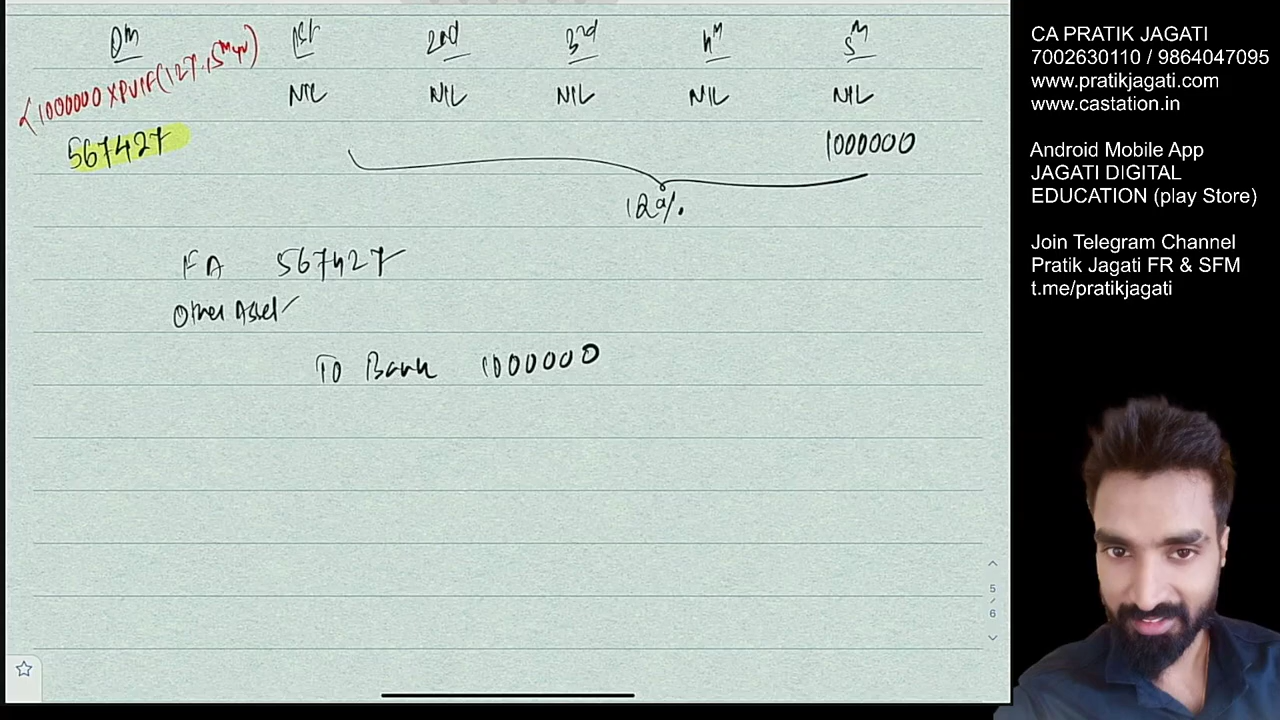 0th 1st 2nd 3rd 4th 5th
(1000000 X PVIF(12%, 5th yr)
NIL NIL NIL NIL NIL
567427 1000000
12%
FA 567427
Other Asset
To Bank 1000000
5
/
6
CA PRATIK JAGATI
7002630110 / 9864047095
www.pratikjagati.com
www.castation.in
Android Mobile App
JAGATI DIGITAL
EDUCATION (play Store)
Join Telegram Channel
Pratik Jagati FR & SFM
t.me/pratikjagati